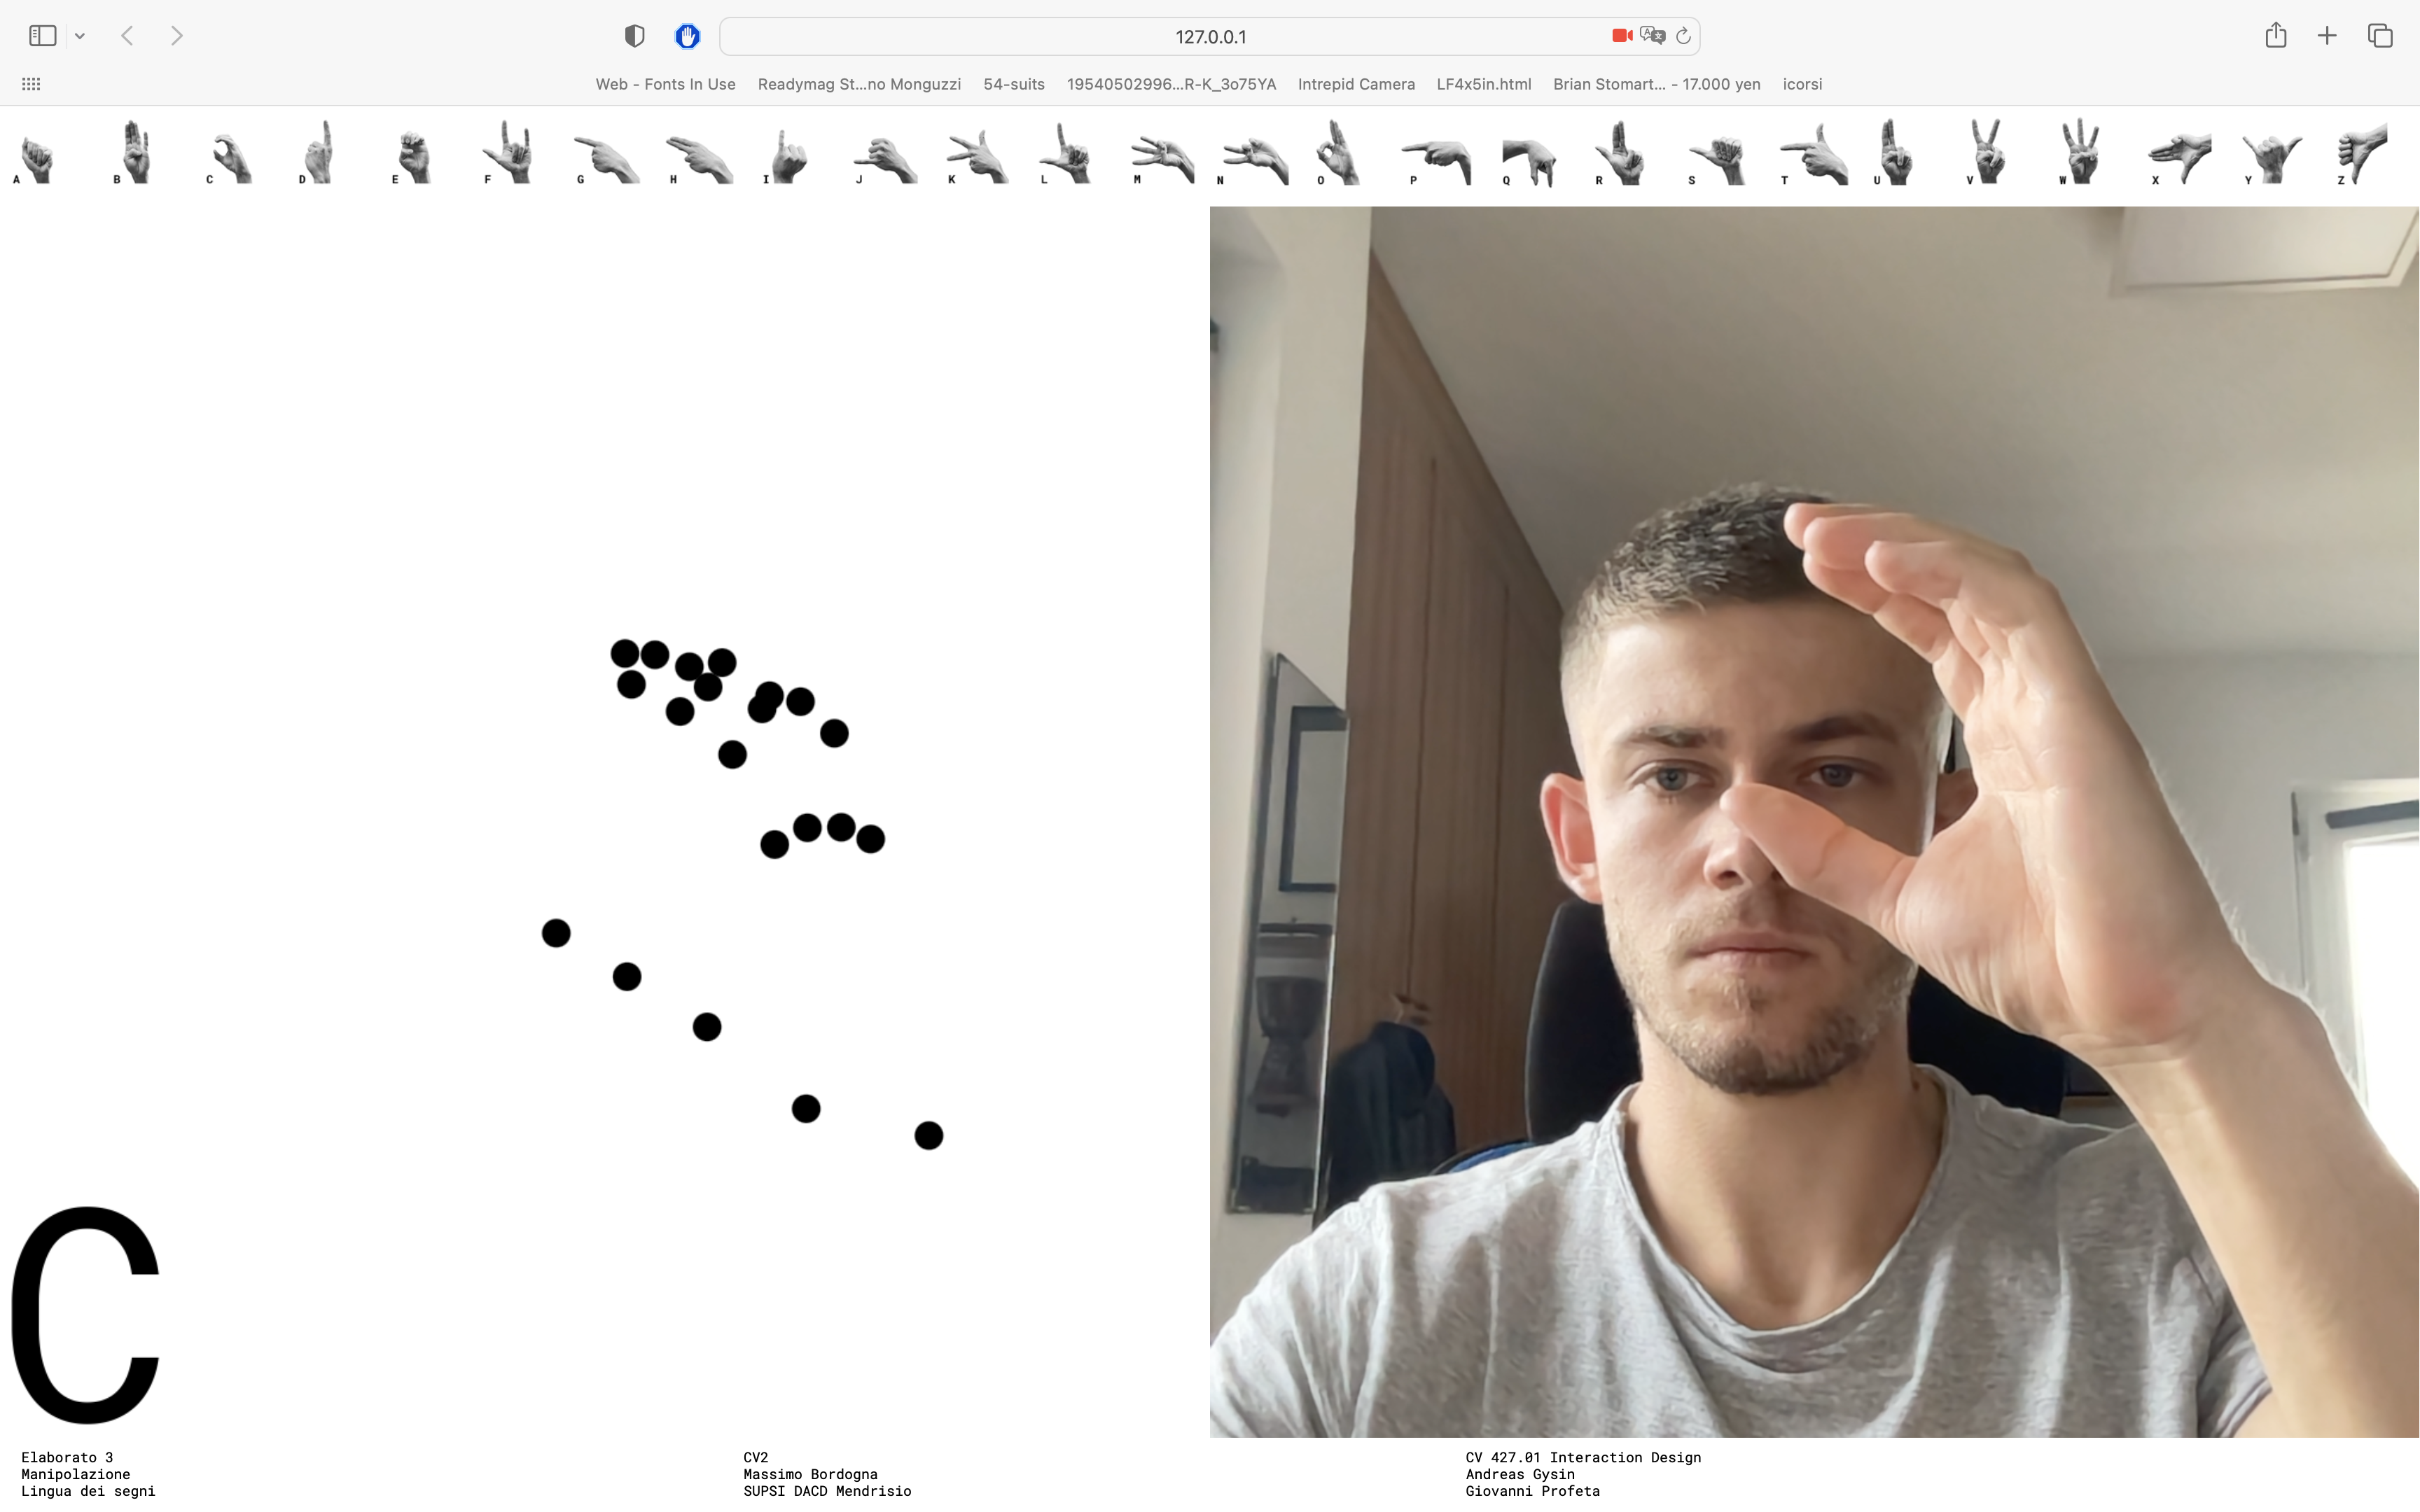 127.0.0.1
Web - Fonts In Use Readymag St...no Monguzzi 54-suits 19540502996...R-K_3o75YA Intrepid Camera LF4x5in.html Brian Stomart... - 17.000 yen icorsi
A B C D E F G H I J K L M N O P Q R S T U V W X Y Z
C
Elaborato 3
Manipolazione
Lingua dei segni
CV2
Massimo Bordogna
SUPSI DACD Mendrisio
CV 427.01 Interaction Design
Andreas Gysin
Giovanni Profeta